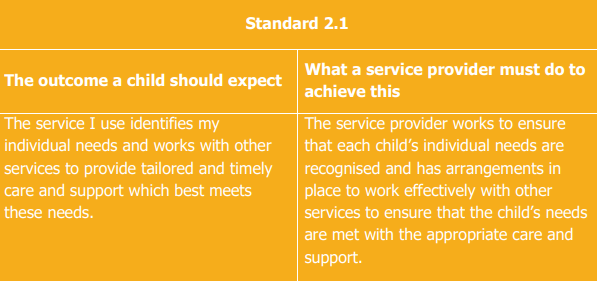 Standard 2.1
The outcome a child should expect
What a service provider must do to
achieve this
The service I use identifies my
individual needs and works with other
services to provide tailored and timely
care and support which best meets
these needs.
The service provider works to ensure
that each child’s individual needs are
recognised and has arrangements in
place to work effectively with other
services to ensure that the child’s needs
are met with the appropriate care and
support.